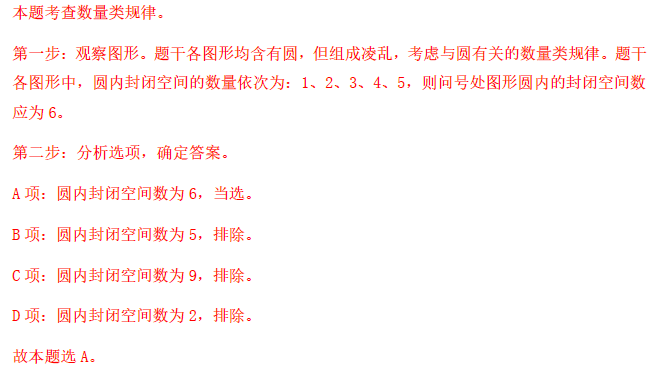 本题考查数量类规律。
第一步：观察图形。题干各图形均含有圆，但组成凌乱，考虑与圆有关的数量类规律。题干
各图形中，圆内封闭空间的数量依次为：1、2、3、4、5，则问号处图形圆内的封闭空间数
应为 6。
第二步：分析选项，确定答案。
A 项：圆内封闭空间数为 6，当选。
B 项：圆内封闭空间数为 5，排除。
C 项：圆内封闭空间数为 9，排除。
D 项：圆内封闭空间数为 2，排除。
故本题选 A。